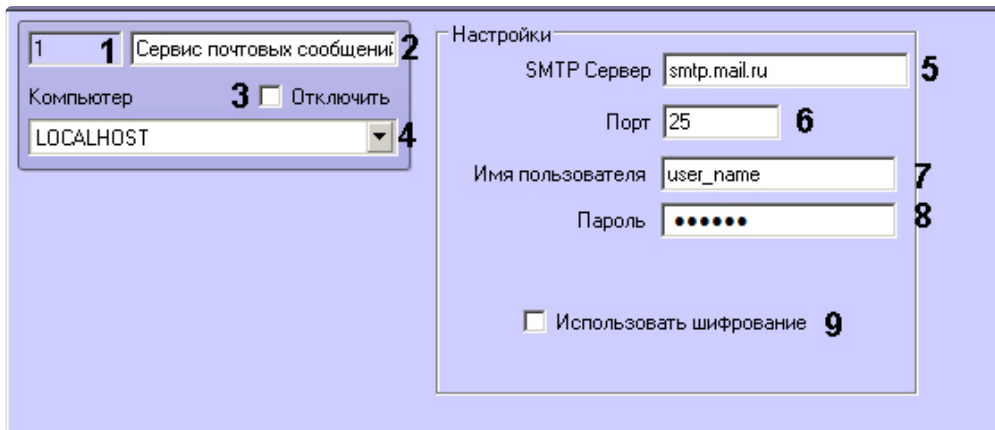 1 1 Сервис почтовых сообщений 2
Компьютер 3 Отключить
LOCALHOST 4
Настройки
SMTP Сервер smtp.mail.ru 5
Порт 25 6
Имя пользователя user_name 7
Пароль •••••• 8
Использовать шифрование 9